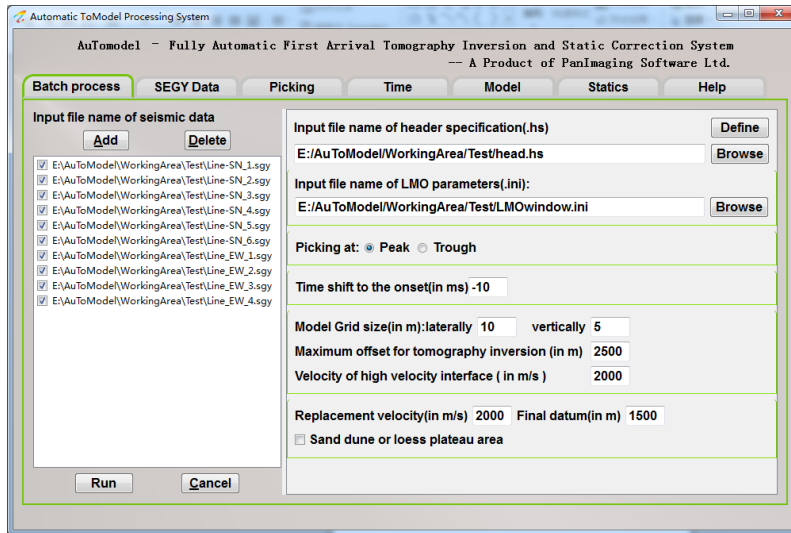 Automatic ToModel Processing System
AuTomodel - Fully Automatic First Arrival Tomography Inversion and Static Correction System
-- A Product of PanImaging Software Ltd.
Batch process SEGY Data Picking Time Model Statics Help
Input file name of seismic data
Add Delete
E:\AuToModel\WorkingArea\Test\Line-SN_1.sgy
E:\AuToModel\WorkingArea\Test\Line-SN_2.sgy
E:\AuToModel\WorkingArea\Test\Line-SN_3.sgy
E:\AuToModel\WorkingArea\Test\Line-SN_4.sgy
E:\AuToModel\WorkingArea\Test\Line-SN_5.sgy
E:\AuToModel\WorkingArea\Test\Line-SN_6.sgy
E:\AuToModel\WorkingArea\Test\Line_EW_1.sgy
E:\AuToModel\WorkingArea\Test\Line_EW_2.sgy
E:\AuToModel\WorkingArea\Test\Line_EW_3.sgy
E:\AuToModel\WorkingArea\Test\Line_EW_4.sgy
Run Cancel
Input file name of header specification(.hs) Define
E:/AuToModel/WorkingArea/Test/head.hs Browse
Input file name of LMO parameters(.ini):
E:/AuToModel/WorkingArea/Test/LMOwindow.ini Browse
Picking at: Peak Trough
Time shift to the onset(in ms) -10
Model Grid size(in m):laterally 10 vertically 5
Maximum offset for tomography inversion (in m) 2500
Velocity of high velocity interface ( in m/s ) 2000
Replacement velocity(in m/s) 2000 Final datum(in m) 1500
Sand dune or loess plateau area